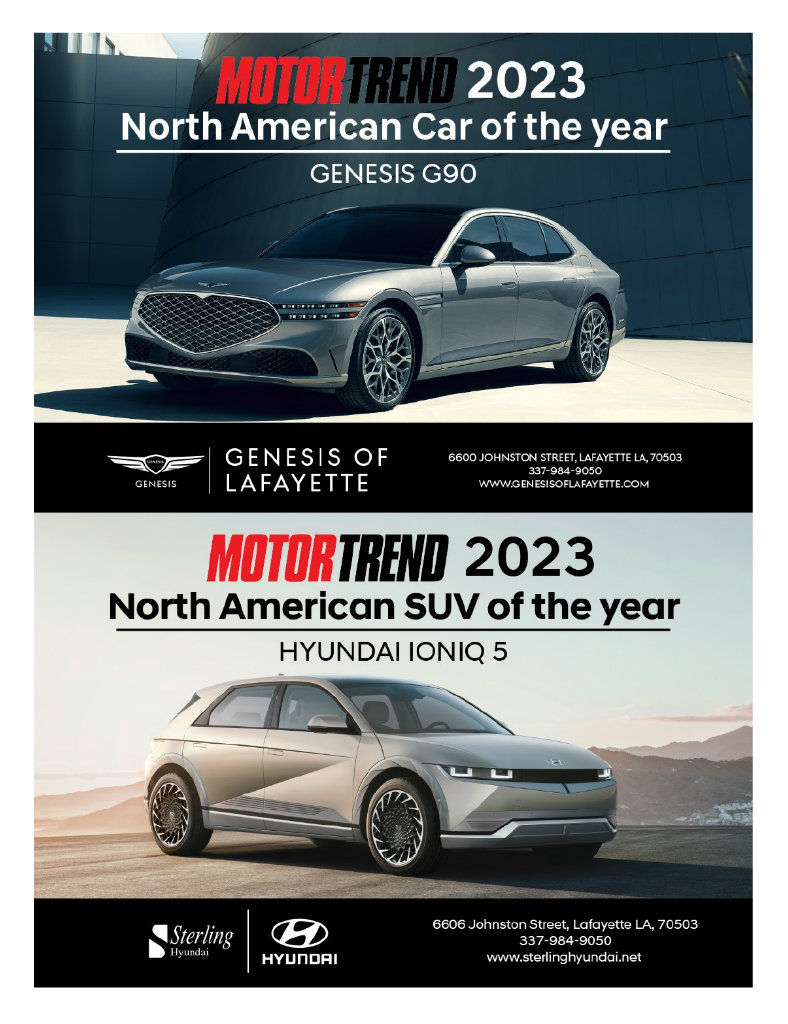 MOTORTREND 2023
North American Car of the year
GENESIS G90
GENESIS
GENESIS
GENESIS OF
LAFAYETTE
6600 JOHNSTON STREET, LAFAYETTE LA, 70503
337-984-9050
WWW.GENESISOFLAFAYETTE.COM
MOTORTREND 2023
North American SUV of the year
HYUNDAI IONIQ 5
Sterling
Hyundai
HYUNDAI
6606 Johnston Street, Lafayette LA, 70503
337-984-9050
www.sterlinghyundai.net